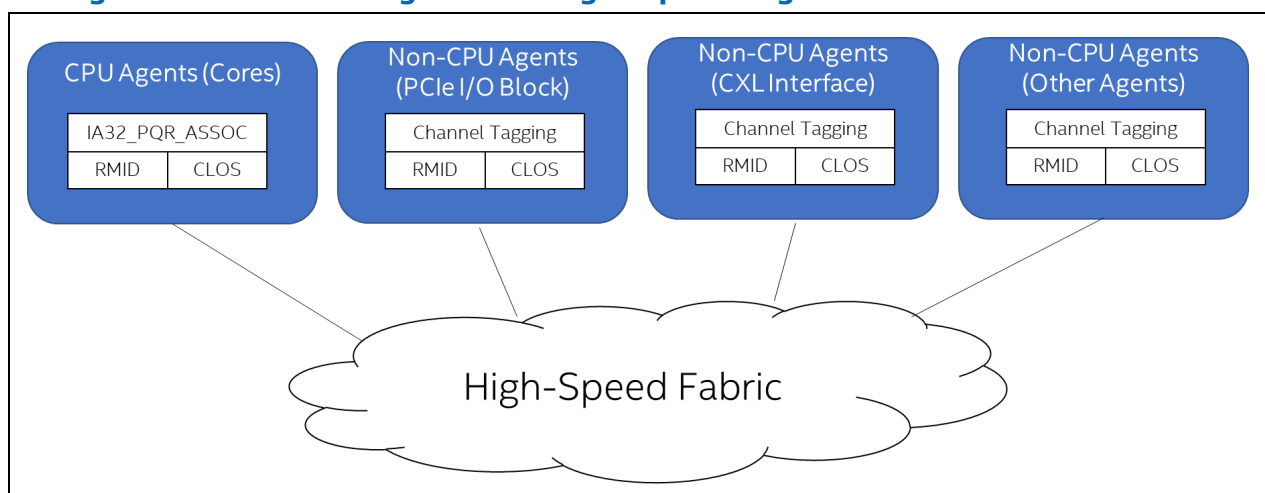 CPU Agents (Cores)
IA32_PQR_ASSOC
RMID
CLOS
Non-CPU Agents
(PCIe I/O Block)
Channel Tagging
RMID
CLOS
Non-CPU Agents
(CXL Interface)
Channel Tagging
RMID
CLOS
Non-CPU Agents
(Other Agents)
Channel Tagging
RMID
CLOS
High-Speed Fabric